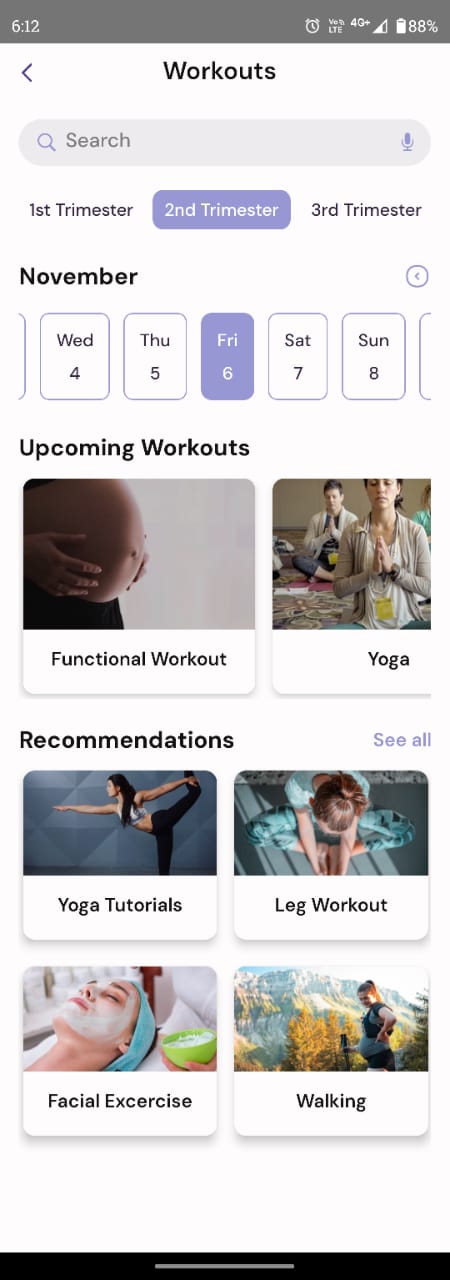 6:12
Vo))
LTE
4G+
88%
Workouts
Search
1st Trimester 2nd Trimester 3rd Trimester
November
Wed Thu Fri Sat Sun
4 5 6 7 8
Upcoming Workouts
Functional Workout Yoga
Recommendations See all
Yoga Tutorials Leg Workout
Facial Excercise Walking